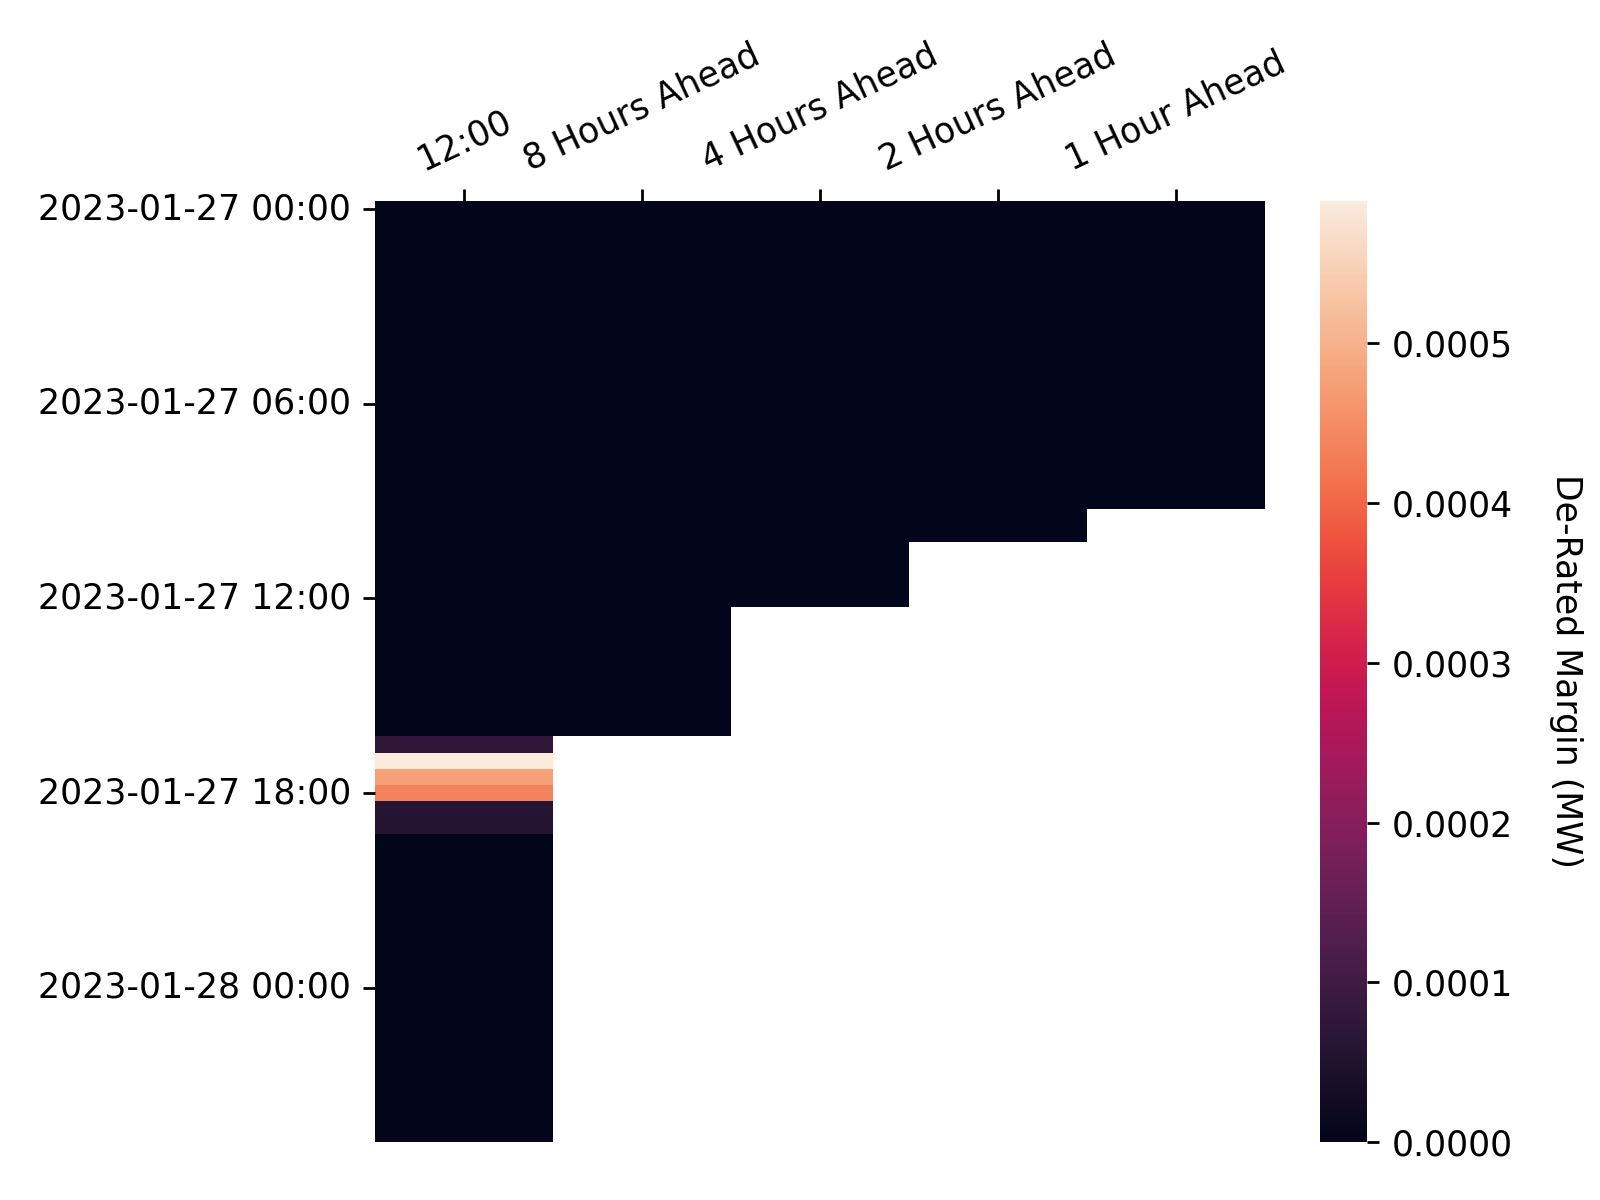 12:00
8 Hours Ahead
4 Hours Ahead
2 Hours Ahead
1 Hour Ahead
2023-01-27 00:00
2023-01-27 06:00
2023-01-27 12:00
2023-01-27 18:00
2023-01-28 00:00
0.0005
0.0004
0.0003
0.0002
0.0001
0.0000
De-Rated Margin (MW)